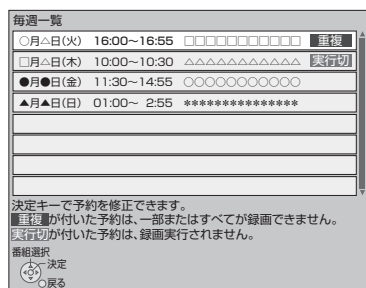 毎週一覧
○月△日(火) 16:00～16:55 □□□□□□□□□□□ 重複
□月△日(木) 10:00～10:30 △△△△△△△△△△△ 実行切
●月●日(金) 11:30～14:55 ○○○○○○○○○○○
▲月▲日(日) 01:00～ 2:55 ***************
決定キーで予約を修正できます。
重複が付いた予約は、一部またはすべてが録画できません。
実行切が付いた予約は、録画実行されません。
番組選択
決定
戻る